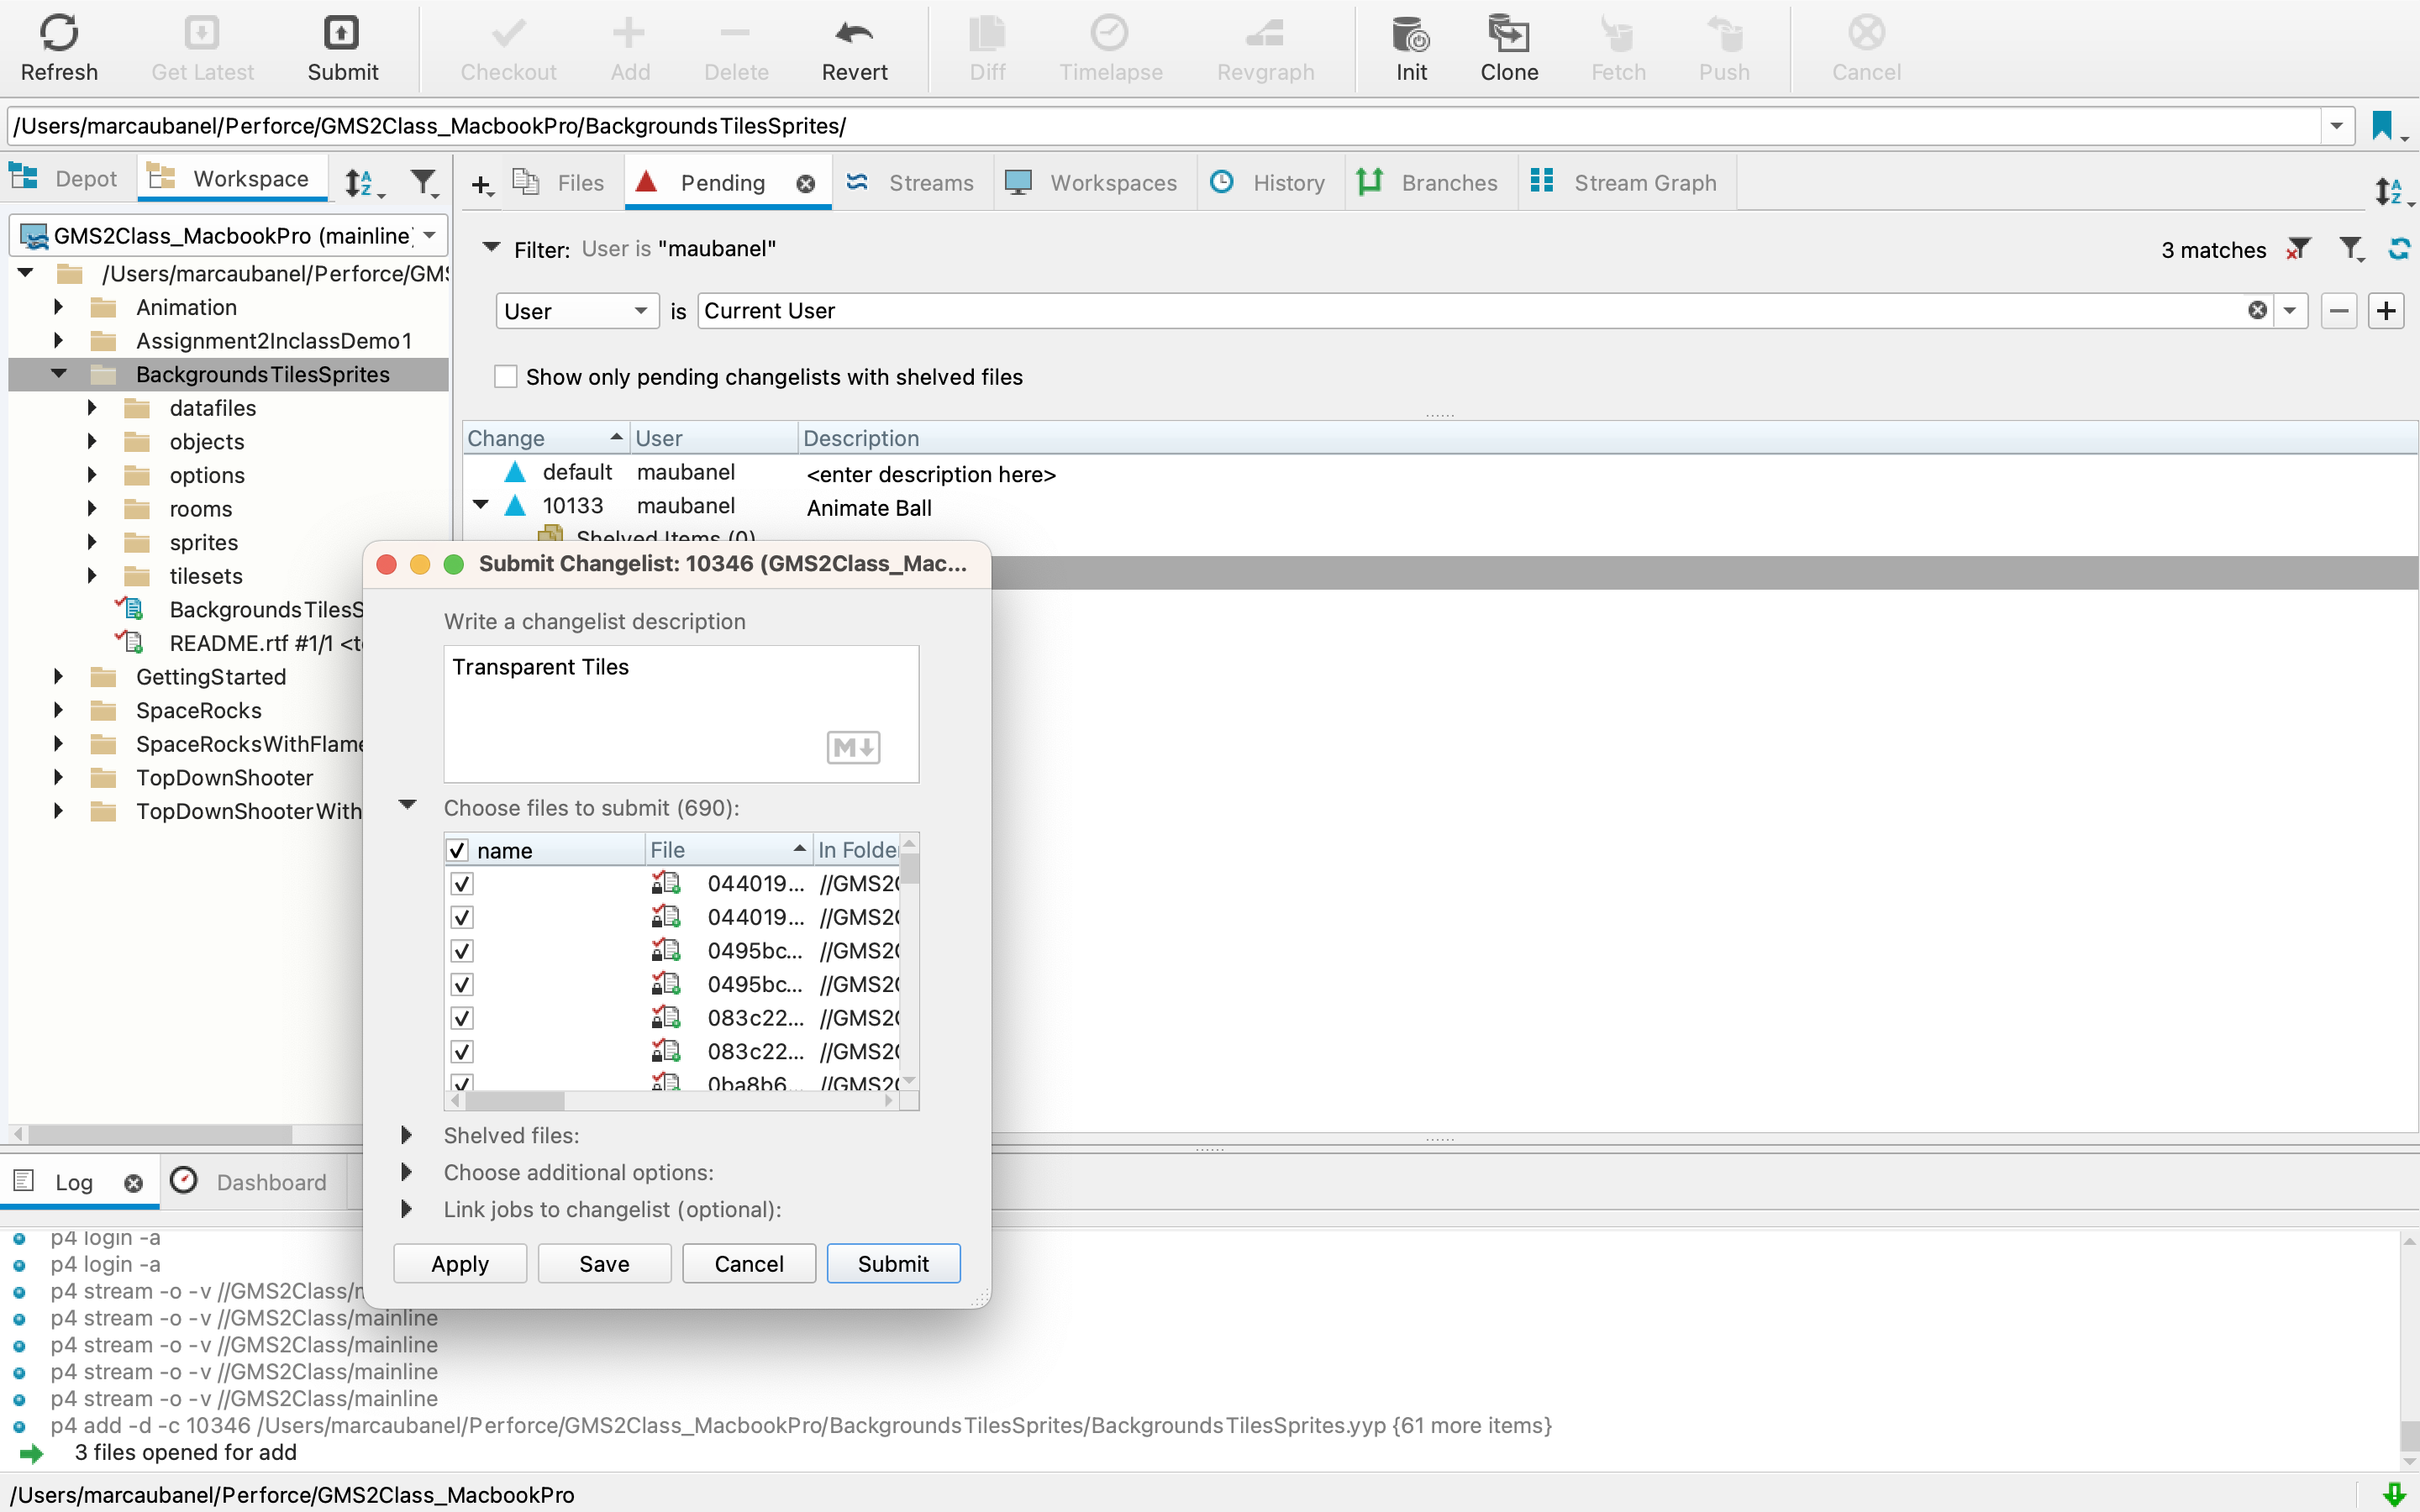 Refresh Get Latest Submit Checkout Add Delete Revert Diff Timelapse Revgraph Init Clone Fetch Push Cancel
/Users/marcaubanel/Perforce/GMS2Class_MacbookPro/BackgroundsTilesSprites/
Depot Workspace
GMS2Class_MacbookPro (mainline)
/Users/marcaubanel/Perforce/GMS
Animation
Assignment2InclassDemo1
BackgroundsTilesSprites
datafiles
objects
options
rooms
sprites
tilesets
BackgroundsTilesS
README.rtf #1/1 <t
GettingStarted
SpaceRocks
SpaceRocksWithFlame
TopDownShooter
TopDownShooterWith
Files Pending Streams Workspaces History Branches Stream Graph
Filter: User is "maubanel"
3 matches
User is Current User
Show only pending changelists with shelved files
Change User Description
default maubanel <enter description here>
10133 maubanel Animate Ball
Shelved Items (0)
Submit Changelist: 10346 (GMS2Class_Mac...
Write a changelist description
Transparent Tiles
M
Choose files to submit (690):
name File In Folde
044019... //GMS2
044019... //GMS2
0495bc... //GMS2
0495bc... //GMS2
083c22... //GMS2
083c22... //GMS2
0ba8b6... //GMS2
Shelved files:
Choose additional options:
Link jobs to changelist (optional):
Apply Save Cancel Submit
Log Dashboard
p4 login -a
p4 login -a
p4 stream -o -v //GMS2Class/m
p4 stream -o -v //GMS2Class/mainline
p4 stream -o -v //GMS2Class/mainline
p4 stream -o -v //GMS2Class/mainline
p4 stream -o -v //GMS2Class/mainline
p4 add -d -c 10346 /Users/marcaubanel/Perforce/GMS2Class_MacbookPro/BackgroundsTilesSprites/BackgroundsTilesSprites.yyp {61 more items}
3 files opened for add
/Users/marcaubanel/Perforce/GMS2Class_MacbookPro